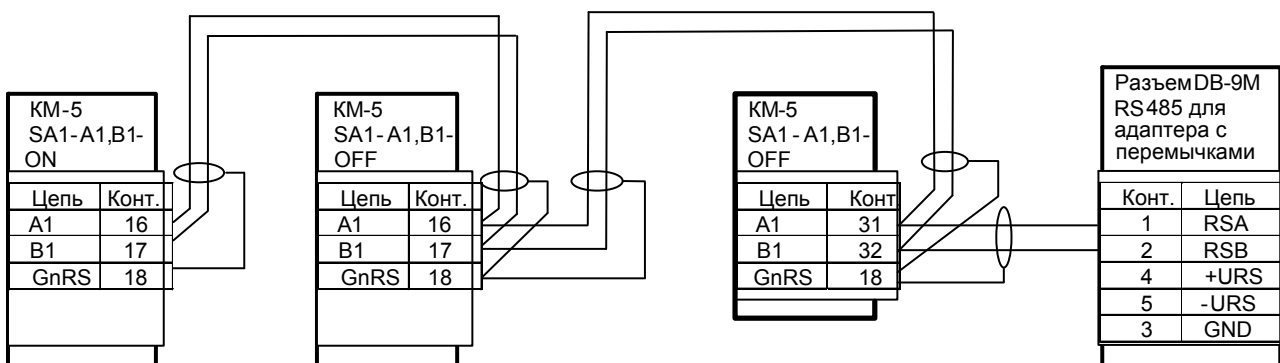 КМ-5
SA1-A1,B1-
ON
Цепь Конт.
A1 16
B1 17
GnRS 18
КМ-5
SA1-A1,B1-
OFF
Цепь Конт.
A1 16
B1 17
GnRS 18
КМ-5
SA1 - A1,B1-
OFF
Цепь Конт
A1 31
B1 32
GnRS 18
Разъем DB-9M
RS485 для
адаптера с
перемычками
Конт. Цепь
1 RSA
2 RSB
4 +URS
5 -URS
3 GND